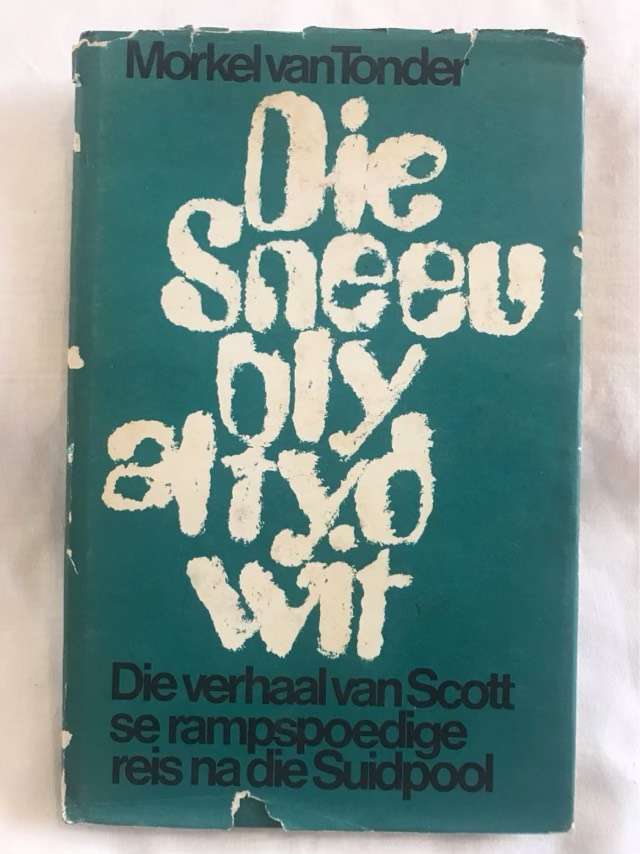 Morkel van Tonder
Die
Sneeu
bly
altyd
wit
Die verhaal van Scott
se rampspoedige
reis na die Suidpool